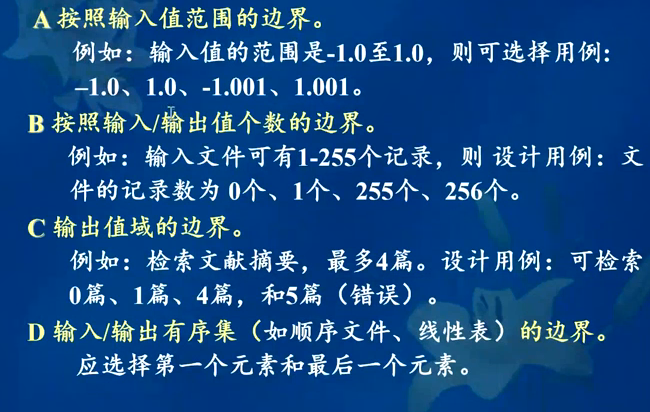 A 按照输入值范围的边界。
例如：输入值的范围是-1.0至1.0，则可选择用例：
–1.0、1.0、-1.001、1.001。
B 按照输入/输出值个数的边界。
例如：输入文件可有1-255个记录，则 设计用例：文
件的记录数为 0个、1个、255个、256个。
C 输出值域的边界。
例如：检索文献摘要，最多4篇。设计用例：可检索
0篇、1篇、4篇，和5篇（错误）。
D 输入/输出有序集（如顺序文件、线性表）的边界。
应选择第一个元素和最后一个元素。